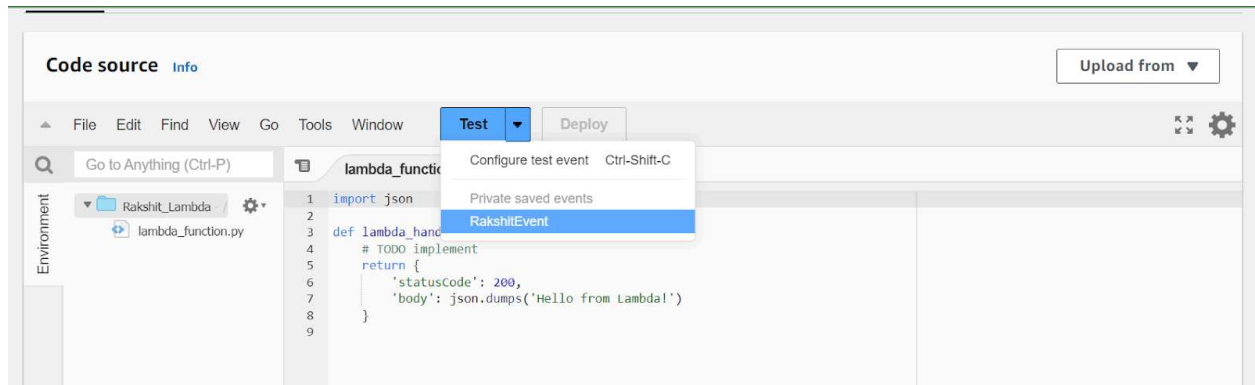 Code source Info
Upload from
File Edit Find View Go Tools Window Test Deploy
Go to Anything (Ctrl-P)
lambda_functic
Configure test event Ctrl-Shift-C
Private saved events
RakshitEvent
Environment
Rakshit_Lambda - /
lambda_function.py
1 import json
2
3 def lambda_hand
4 # TODO implement
5 return {
6 'statusCode': 200,
7 'body': json.dumps('Hello from Lambda!')
8 }
9